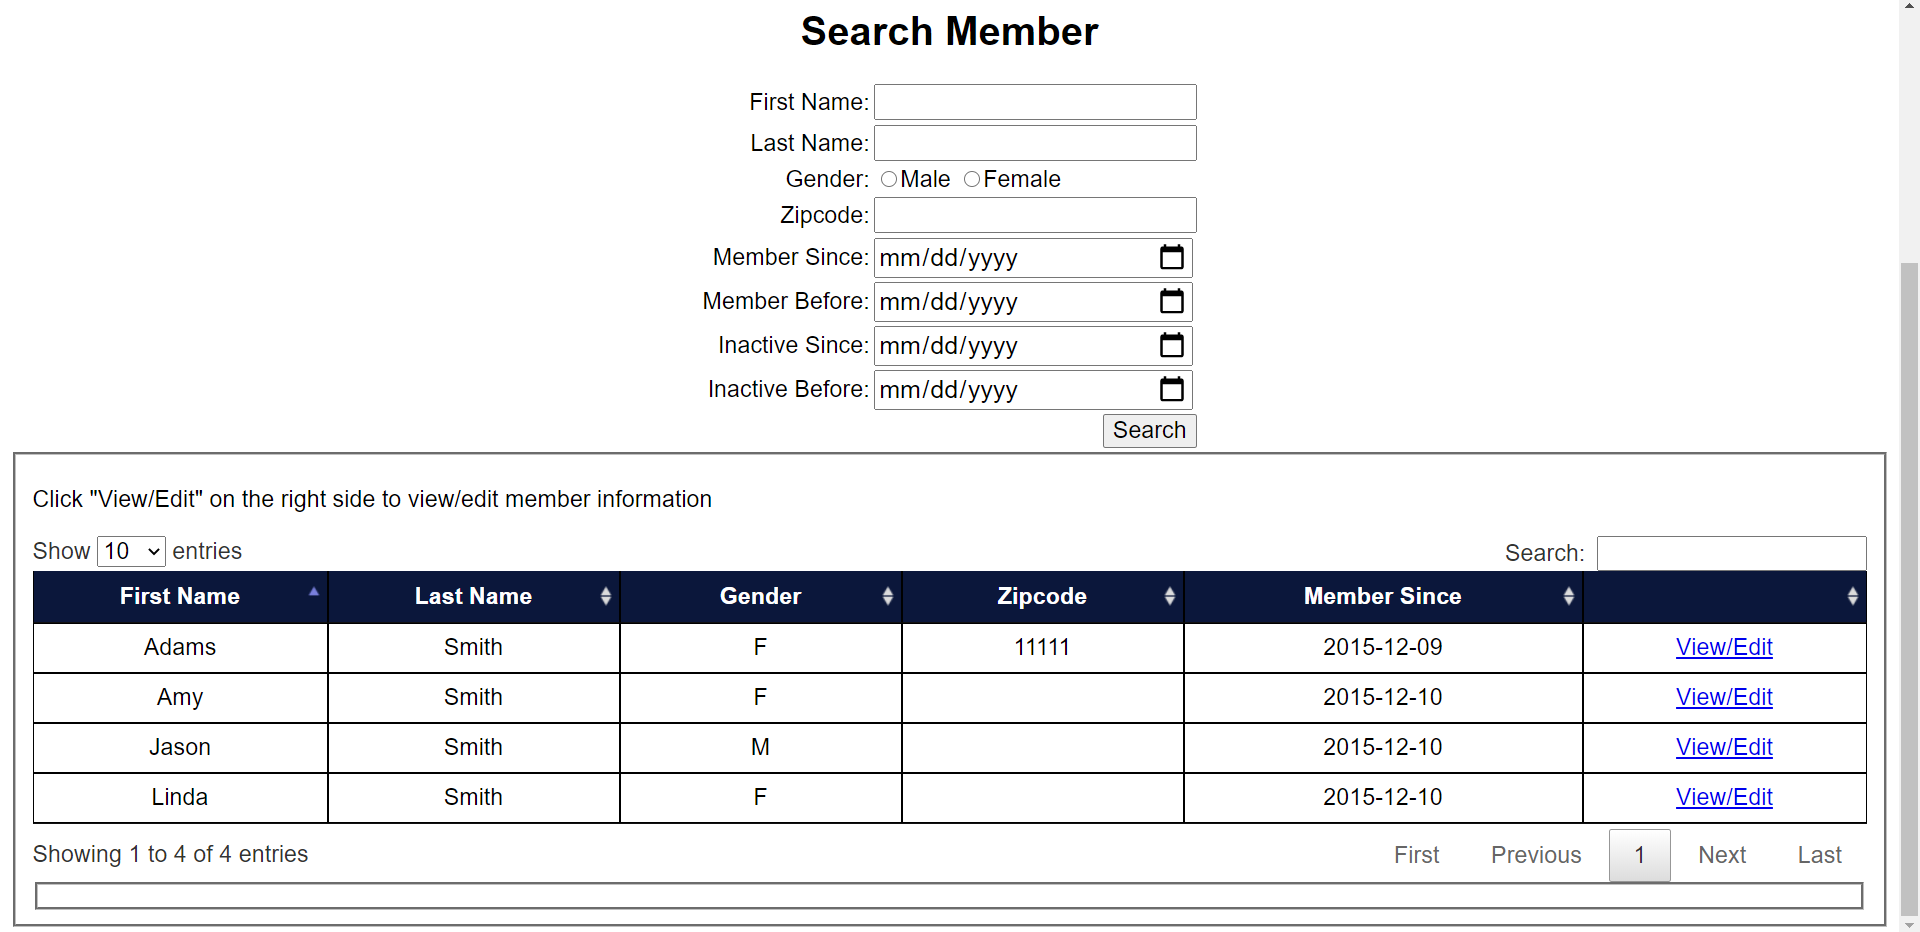 Search Member
First Name:
Last Name:
Gender: Male Female
Zipcode:
Member Since: mm/dd/yyyy
Member Before: mm/dd/yyyy
Inactive Since: mm/dd/yyyy
Inactive Before: mm/dd/yyyy
Search
Click "View/Edit" on the right side to view/edit member information
Show 10 entries Search:
First Name Last Name Gender Zipcode Member Since
Adams Smith F 11111 2015-12-09 View/Edit
Amy Smith F 2015-12-10 View/Edit
Jason Smith M 2015-12-10 View/Edit
Linda Smith F 2015-12-10 View/Edit
Showing 1 to 4 of 4 entries First Previous 1 Next Last